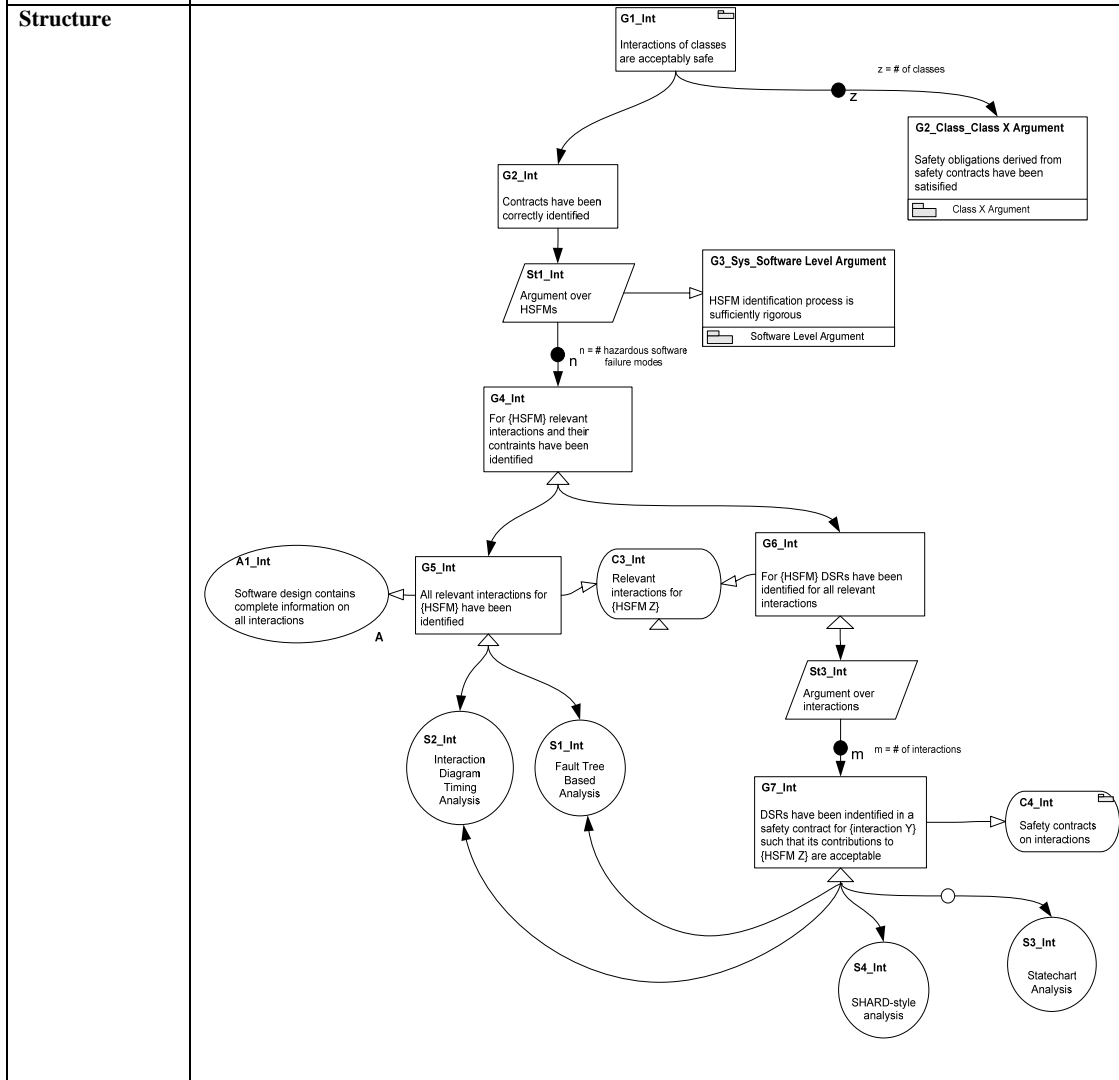 Structure
G1_Int
Interactions of classes
are acceptably safe
z = # of classes
z
G2_Class_Class X Argument
Safety obligations derived from
safety contracts have been
satisified
Class X Argument
G2_Int
Contracts have been
correctly identified
St1_Int
Argument over
HSFMs
G3_Sys_Software Level Argument
HSFM identification process is
sufficiently rigorous
Software Level Argument
n = # hazardous software
failure modes
n
G4_Int
For {HSFM} relevant
interactions and their
contraints have been
identified
A1_Int
Software design contains
complete information on
all interactions
A
G5_Int
All relevant interactions for
{HSFM} have been
identified
C3_Int
Relevant
interactions for
{HSFM Z}
G6_Int
For {HSFM} DSRs have been
identified for all relevant
interactions
St3_Int
Argument over
interactions
m = # of interactions
m
S2_Int
Interaction
Diagram
Timing
Analysis
S1_Int
Fault Tree
Based
Analysis
G7_Int
DSRs have been indentified in a
safety contract for {interaction Y}
such that its contributions to
{HSFM Z} are acceptable
C4_Int
Safety contracts
on interactions
S4_Int
SHARD-style
analysis
S3_Int
Statechart
Analysis